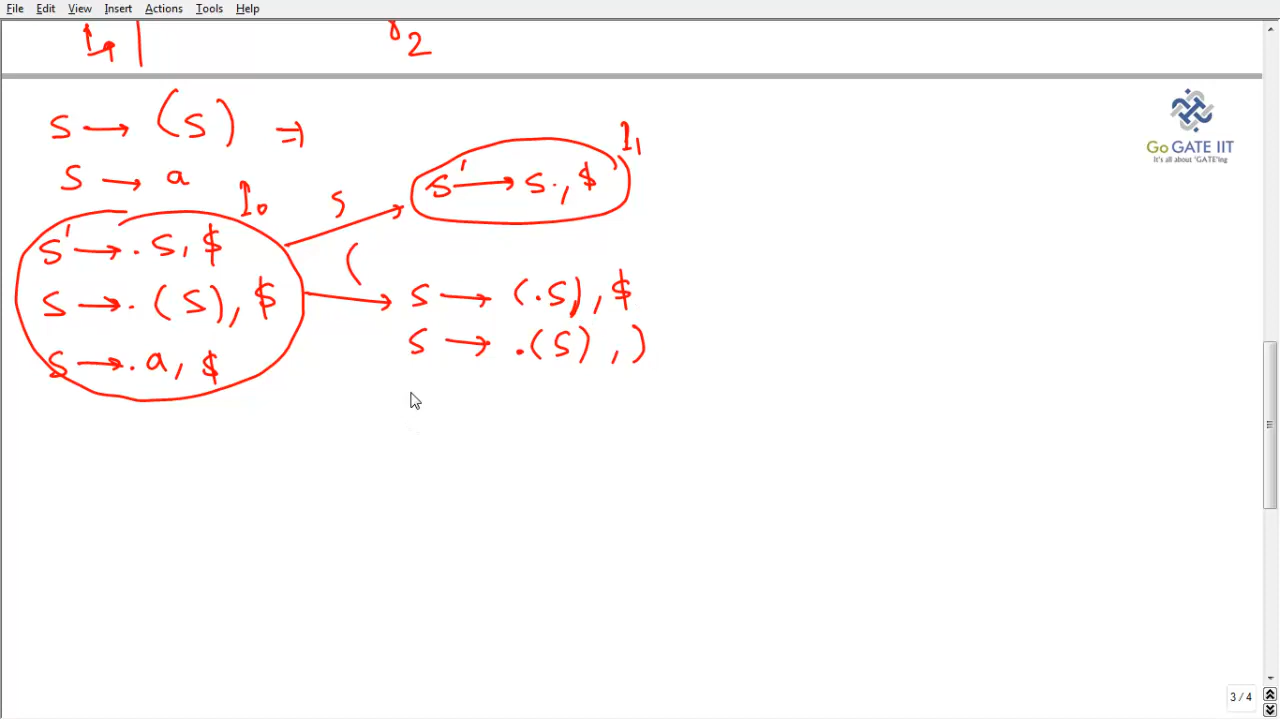 File Edit View Insert Actions Tools Help
I4 r2
S → (S) ⇒
S → a
I0
S' → .S, $
S → .(S), $
S → .a, $
S
S' → S., $
I1
(
S → (.S), $
S → .(S), )
Go GATE IIT
It's all about 'GATE'ing
3 / 4